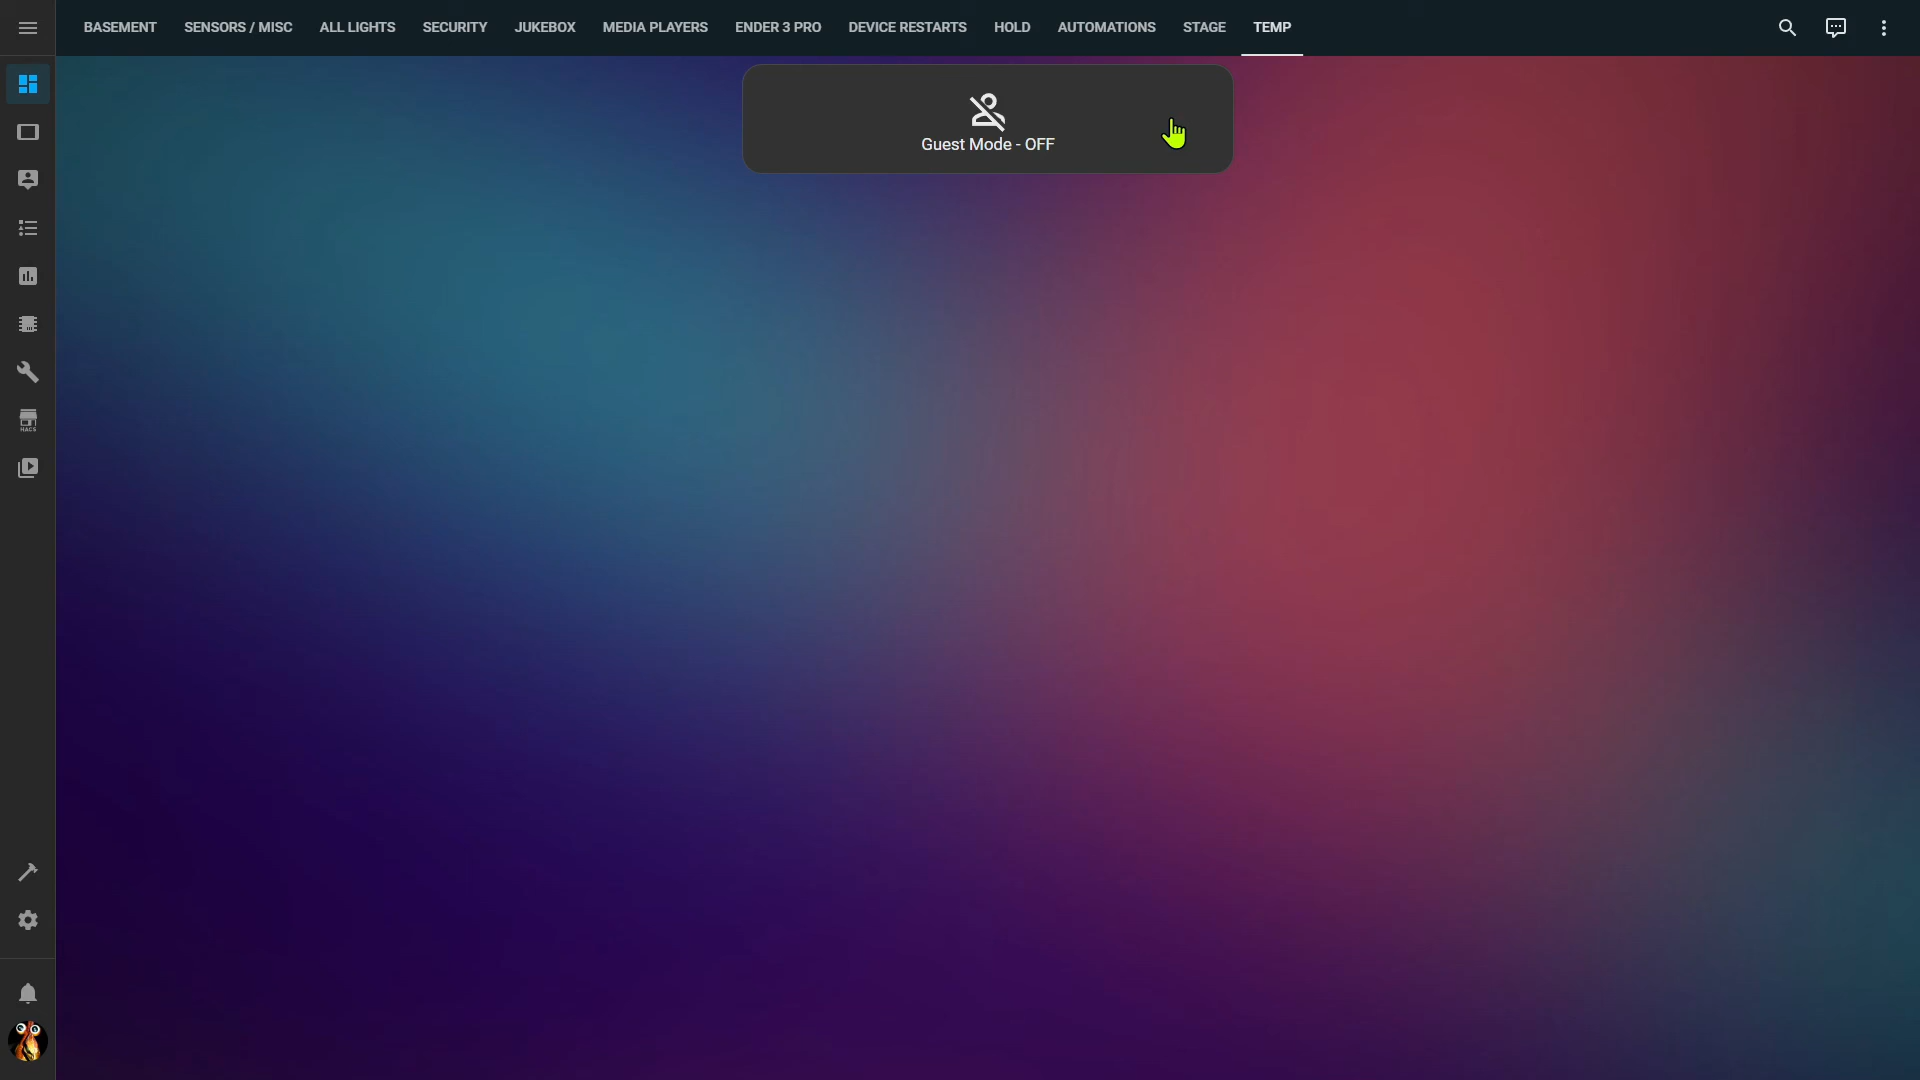 BASEMENT SENSORS / MISC ALL LIGHTS SECURITY JUKEBOX MEDIA PLAYERS ENDER 3 PRO DEVICE RESTARTS HOLD AUTOMATIONS STAGE TEMP
Guest Mode - OFF
HACS